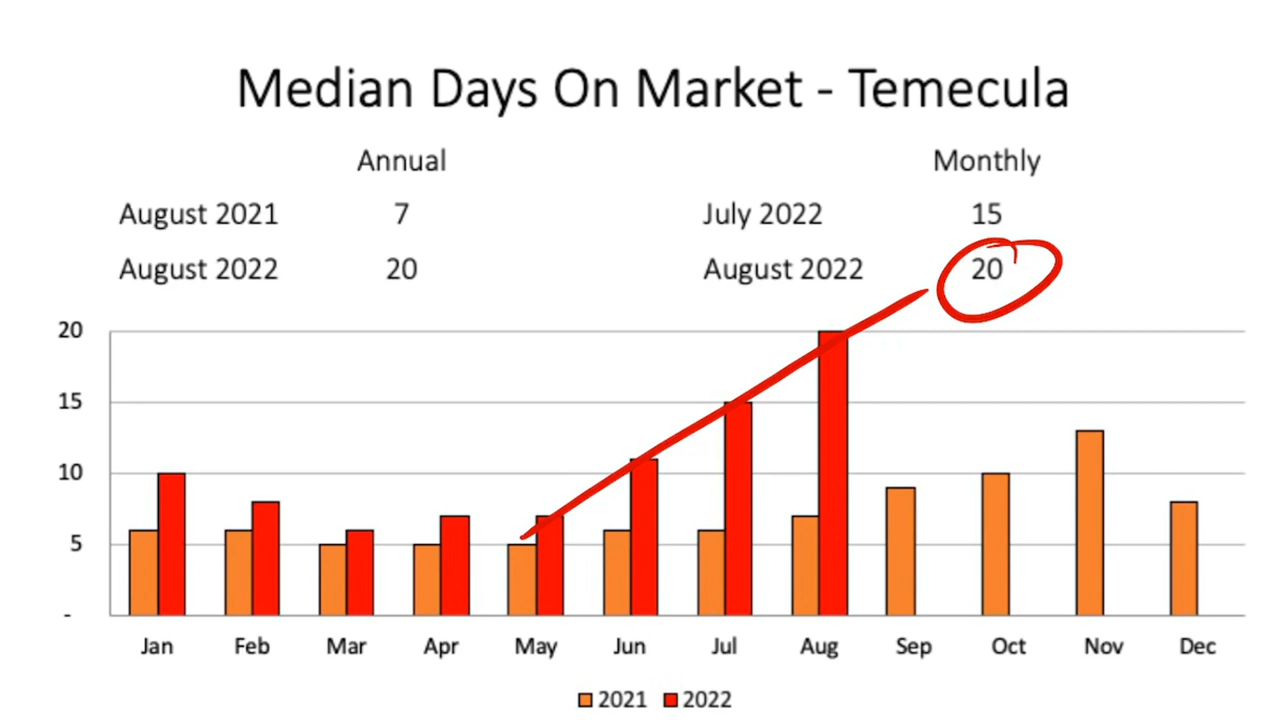 Median Days On Market - Temecula
Annual Monthly
August 2021 7 July 2022 15
August 2022 20 August 2022 20
20
15
10
5
-
Jan Feb Mar Apr May Jun Jul Aug Sep Oct Nov Dec
2021 2022